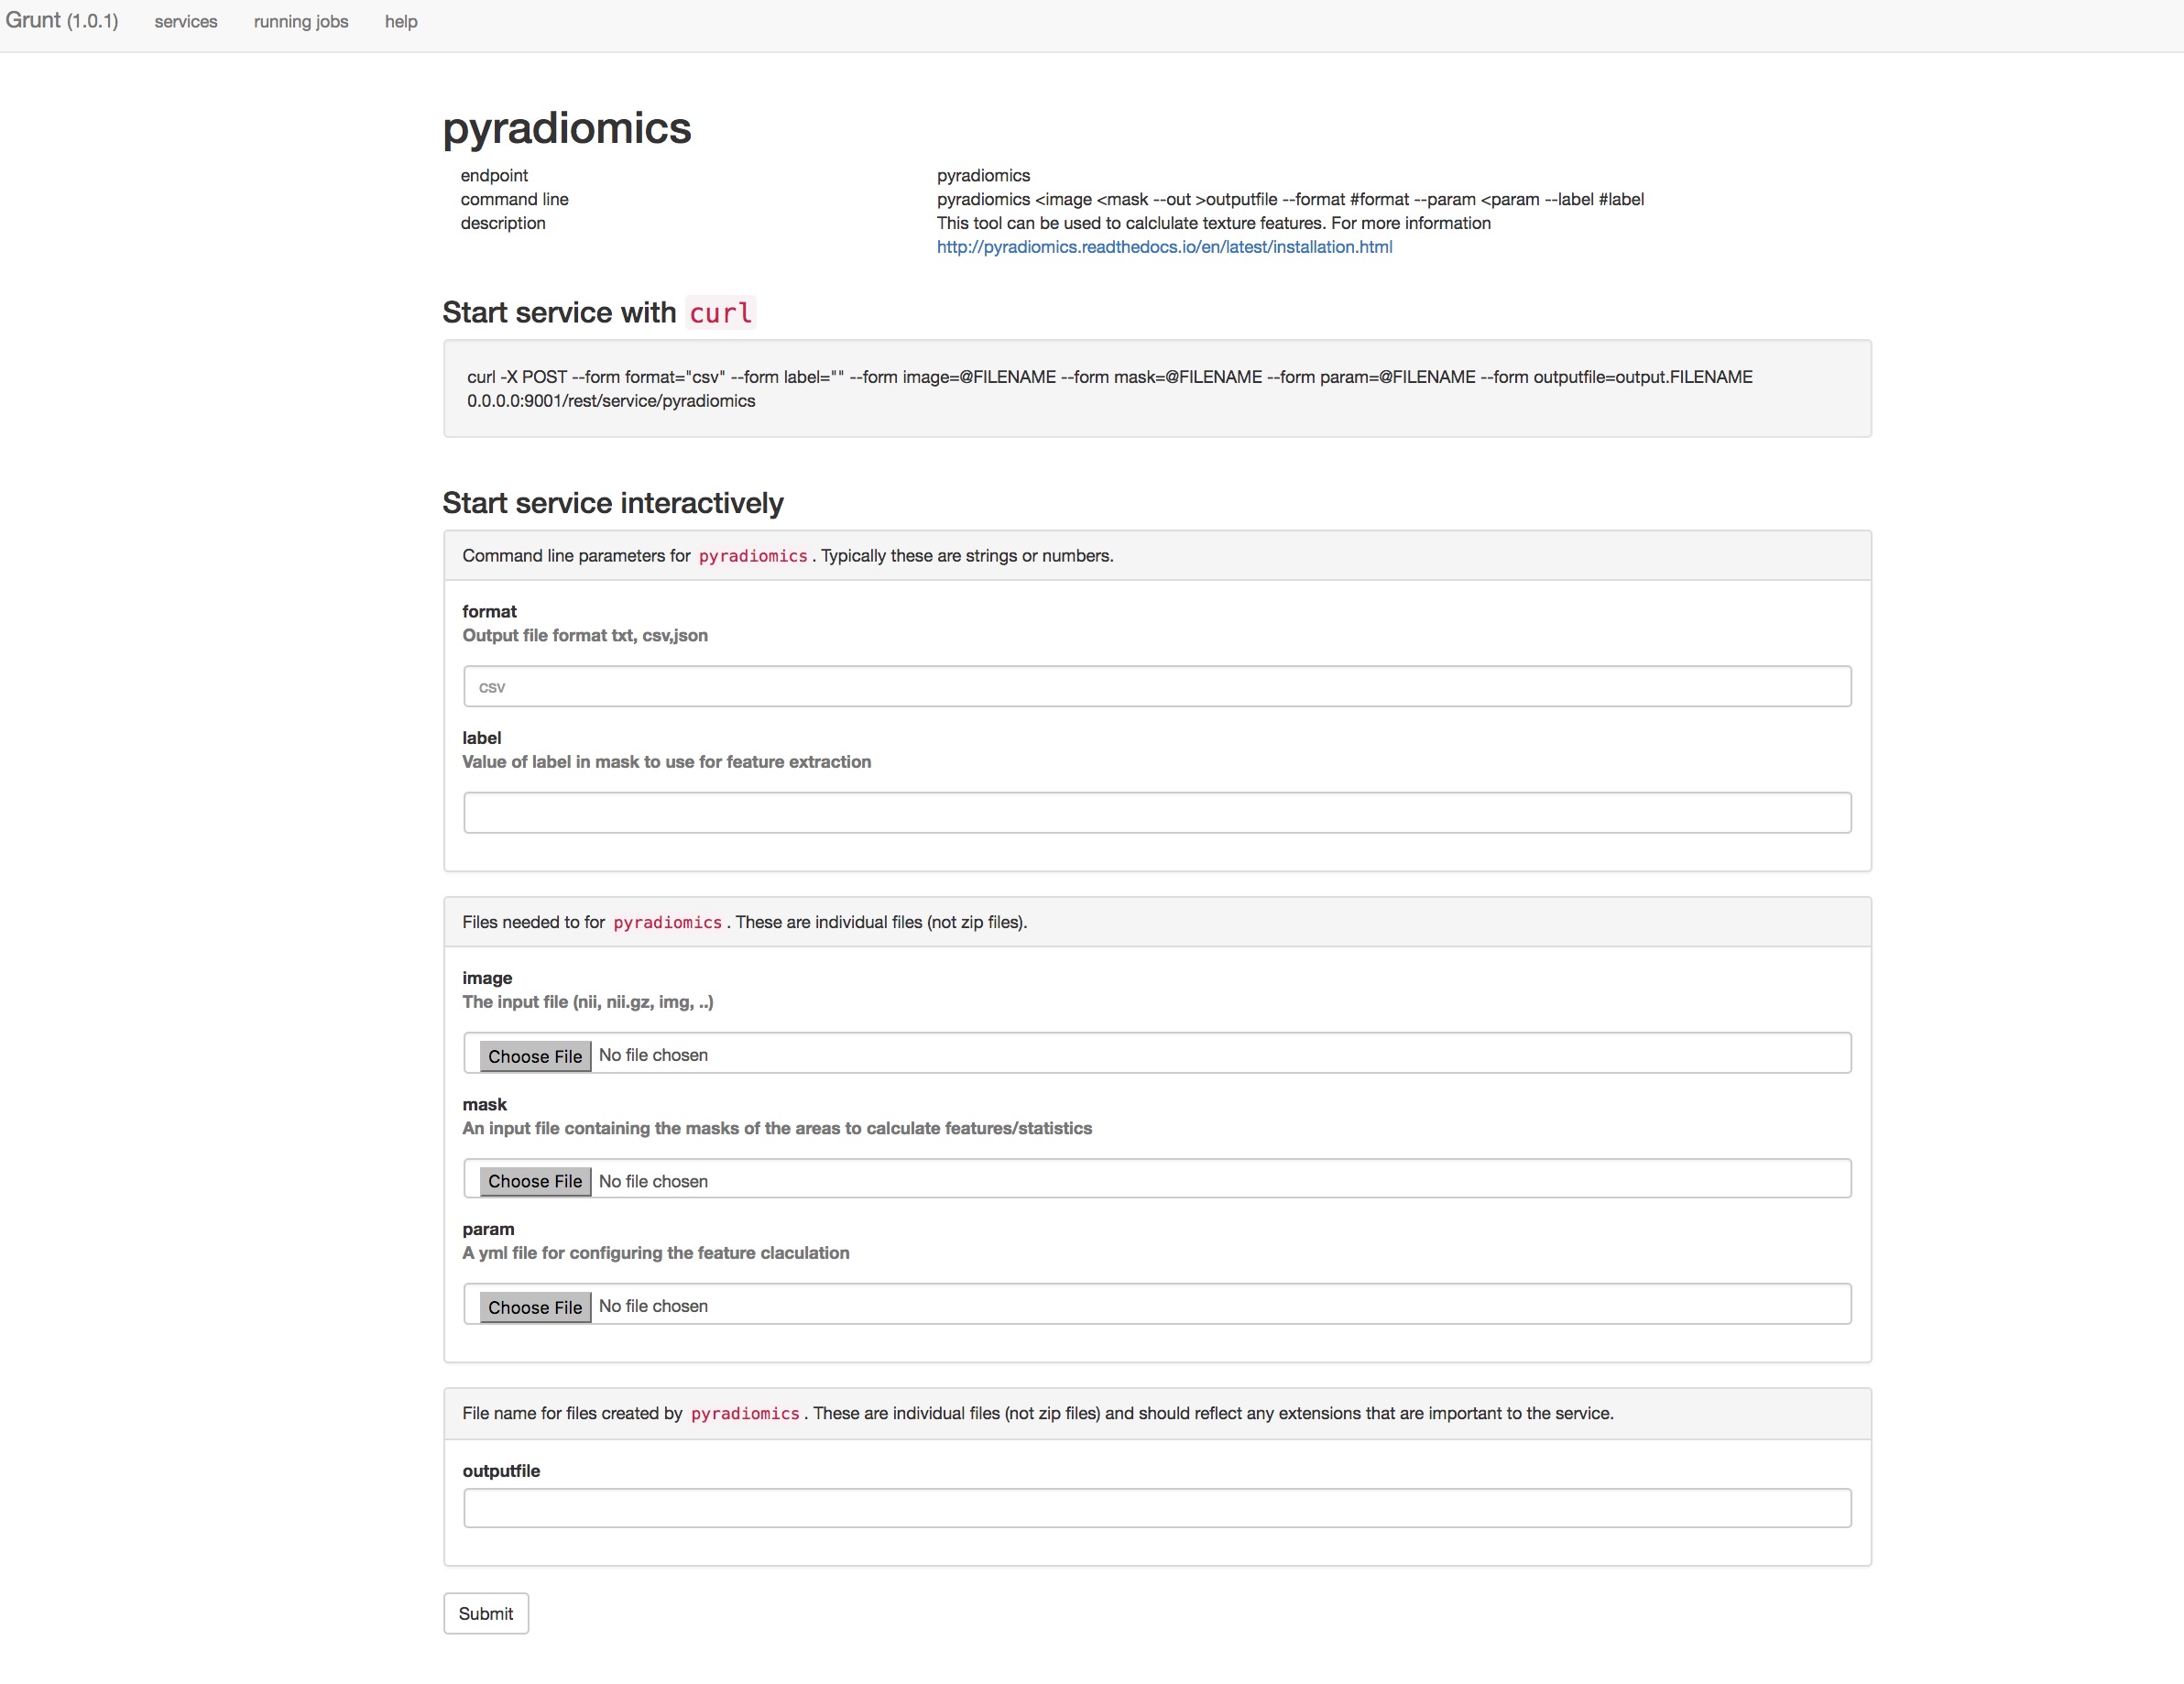 Grunt (1.0.1) services running jobs help
pyradiomics
endpoint pyradiomics
command line pyradiomics <image <mask --out >outputfile --format #format --param <param --label #label
description This tool can be used to calclulate texture features. For more information
http://pyradiomics.readthedocs.io/en/latest/installation.html
Start service with curl
curl -X POST --form format="csv" --form label="" --form image=@FILENAME --form mask=@FILENAME --form param=@FILENAME --form outputfile=output.FILENAME
0.0.0.0:9001/rest/service/pyradiomics
Start service interactively
Command line parameters for pyradiomics. Typically these are strings or numbers.
format
Output file format txt, csv,json
csv
label
Value of label in mask to use for feature extraction
Files needed to for pyradiomics. These are individual files (not zip files).
image
The input file (nii, nii.gz, img, ..)
Choose File No file chosen
mask
An input file containing the masks of the areas to calculate features/statistics
Choose File No file chosen
param
A yml file for configuring the feature claculation
Choose File No file chosen
File name for files created by pyradiomics. These are individual files (not zip files) and should reflect any extensions that are important to the service.
outputfile
Submit